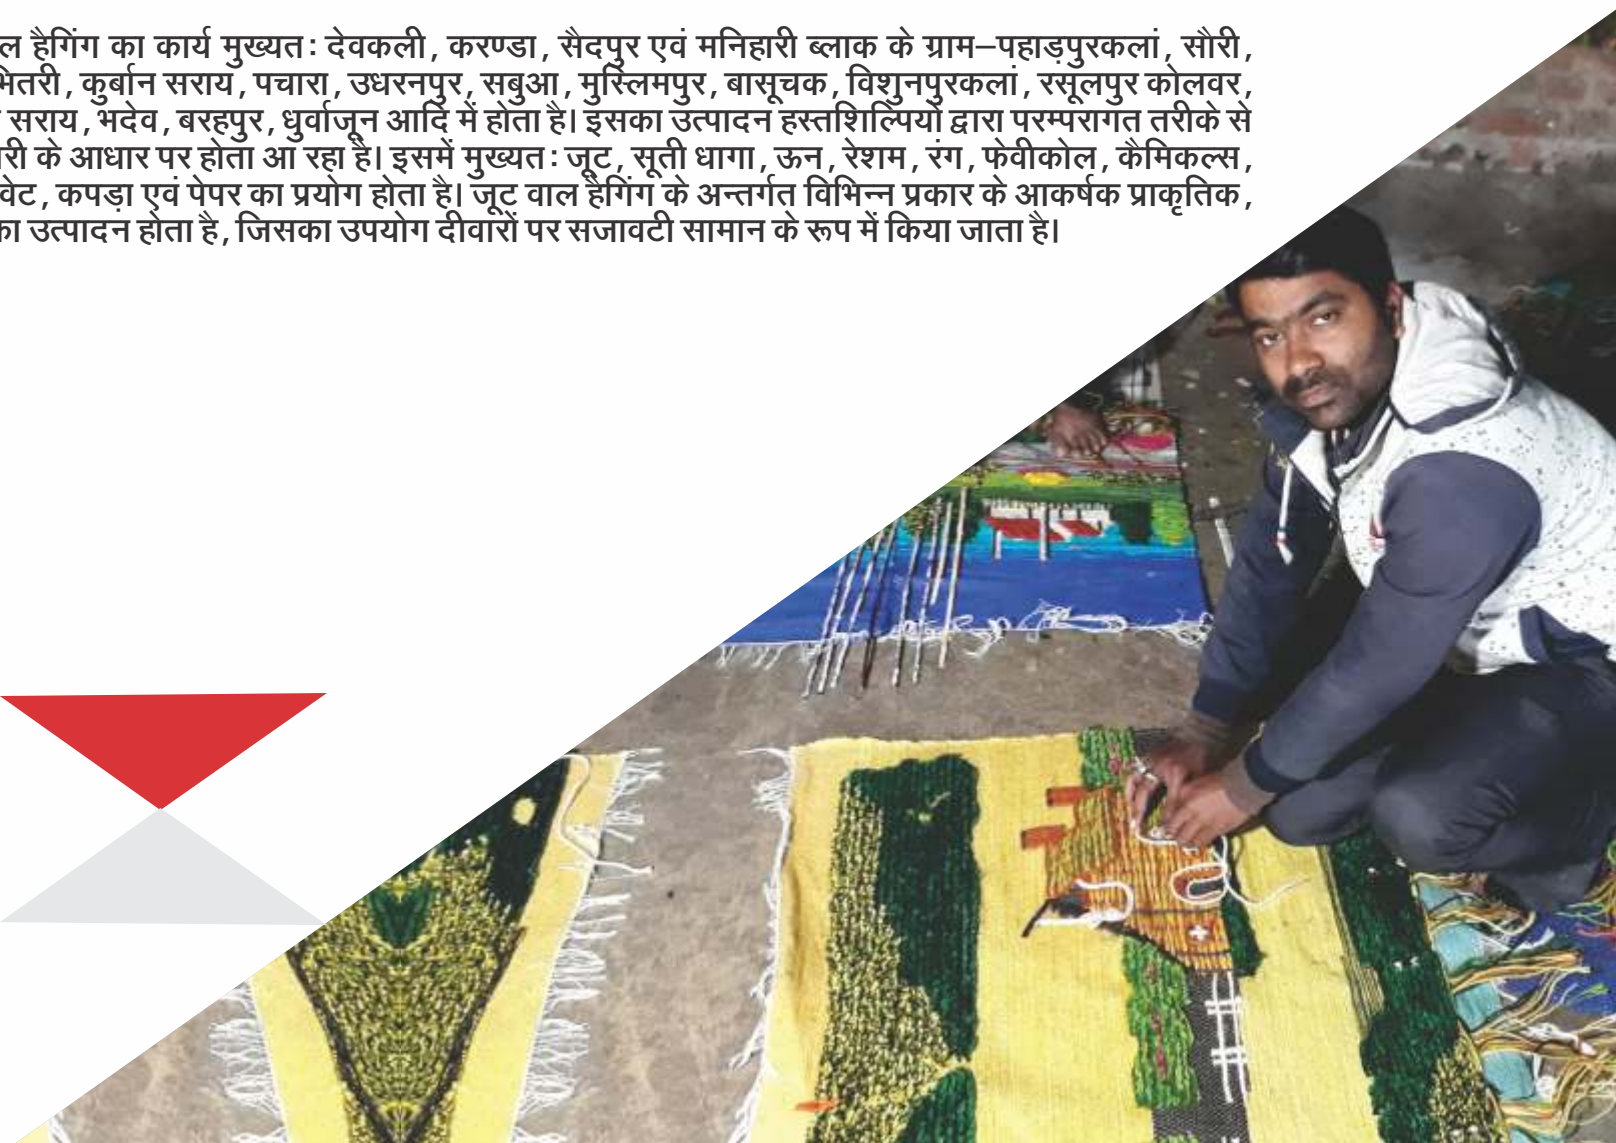 हैगिंग का कार्य मुख्यतः देवकली, करण्डा, सैदपुर एवं मनिहारी ब्लाक के ग्राम–पहाड़पुरकलां, सौरी,
कुर्बान सराय, पचारा, उधरनपुर, सबुआ, मुस्लिमपुर, बासूचक, विशुनपुरकलां, रसूलपुर कोलवर,
सराय, भदेव, बरहपुर, धुर्वार्जून आदि में होता है। इसका उत्पादन हस्तशिल्पियों द्वारा परम्परागत तरीके से
के आधार पर होता आ रहा है। इसमें मुख्यतः जूट, सूती धागा, ऊन, रेशम, रंग, फेवीकोल, कैमिकल्स,
कपड़ा एवं पेपर का प्रयोग होता है। जूट वाल हैगिंग के अन्तर्गत विभिन्न प्रकार के आकर्षक प्राकृतिक,
का उत्पादन होता है, जिसका उपयोग दीवारों पर सजावटी सामान के रूप में किया जाता है।